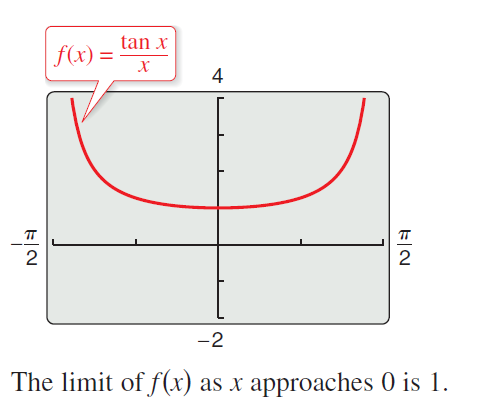 f(x) = tan x / x
4
-π/2
π/2
-2
The limit of f(x) as x approaches 0 is 1.